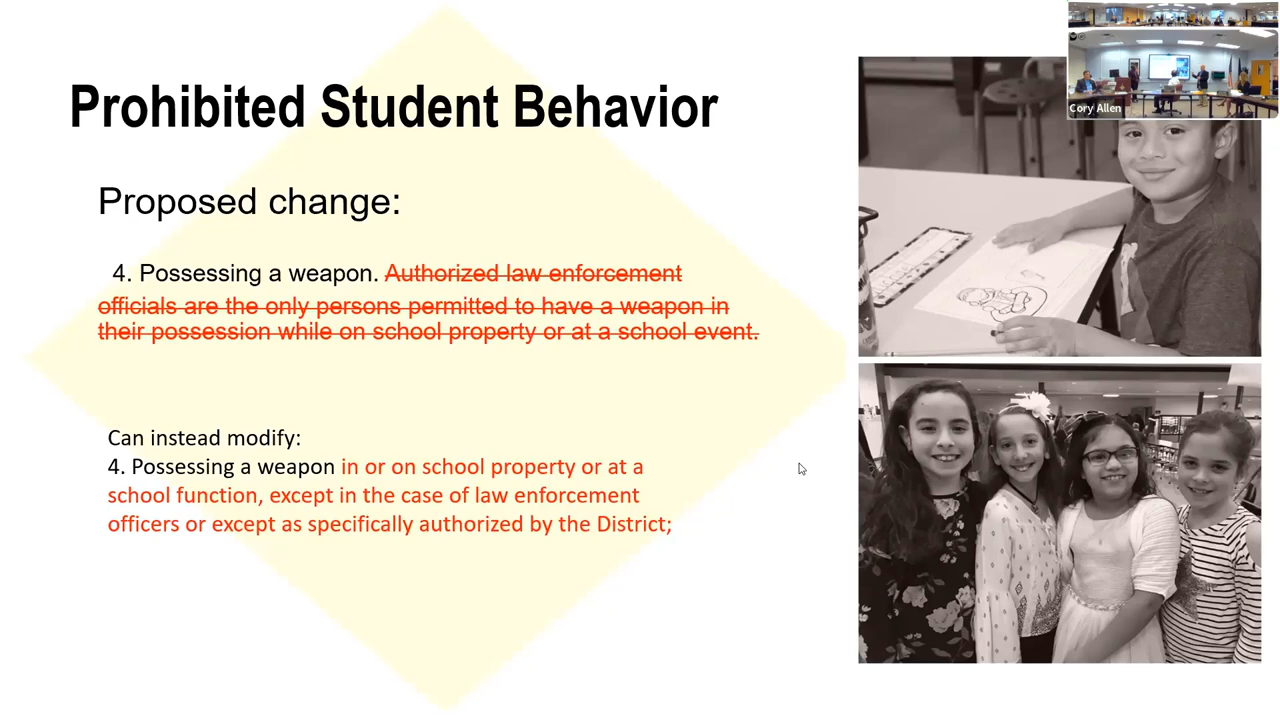 Prohibited Student Behavior
Proposed change:
4. Possessing a weapon. Authorized law enforcement
officials are the only persons permitted to have a weapon in
their possession while on school property or at a school event.
Can instead modify:
4. Possessing a weapon in or on school property or at a
school function, except in the case of law enforcement
officers or except as specifically authorized by the District;
Cory Allen